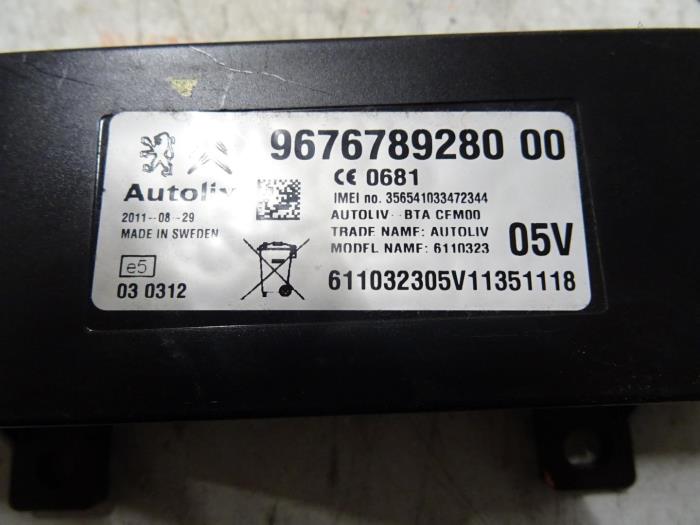 9676789280 00
CE 0681
IMEI no. 356541033472344
Autoliv
AUTOLIV--BTA CFM00
2011--08--29
TRADE NAME: AUTOLIV
MADE IN SWEDEN
MODEL NAME: 6110323
05V
e5
03 0312
611032305V11351118